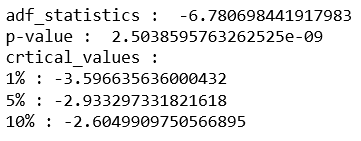 adf_statistics :  -6.780698441917983
p-value :  2.5038595763262525e-09
crtical_values :
1% : -3.596635636000432
5% : -2.933297331821618
10% : -2.6049909750566895